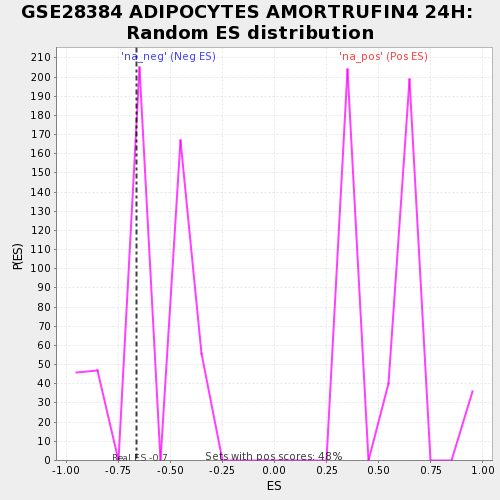 GSE28384 ADIPOCYTES AMORTRUFIN4 24H:
Random ES distribution
'na_neg' (Neg ES)
'na_pos' (Pos ES)
210
200
190
180
170
160
150
140
130
120
110
100
90
80
70
60
50
40
30
20
10
0
P(ES)
Real ES -0.7
Sets with pos scores: 48%
-1.00 -0.75 -0.50 -0.25 0.00 0.25 0.50 0.75 1.00
ES